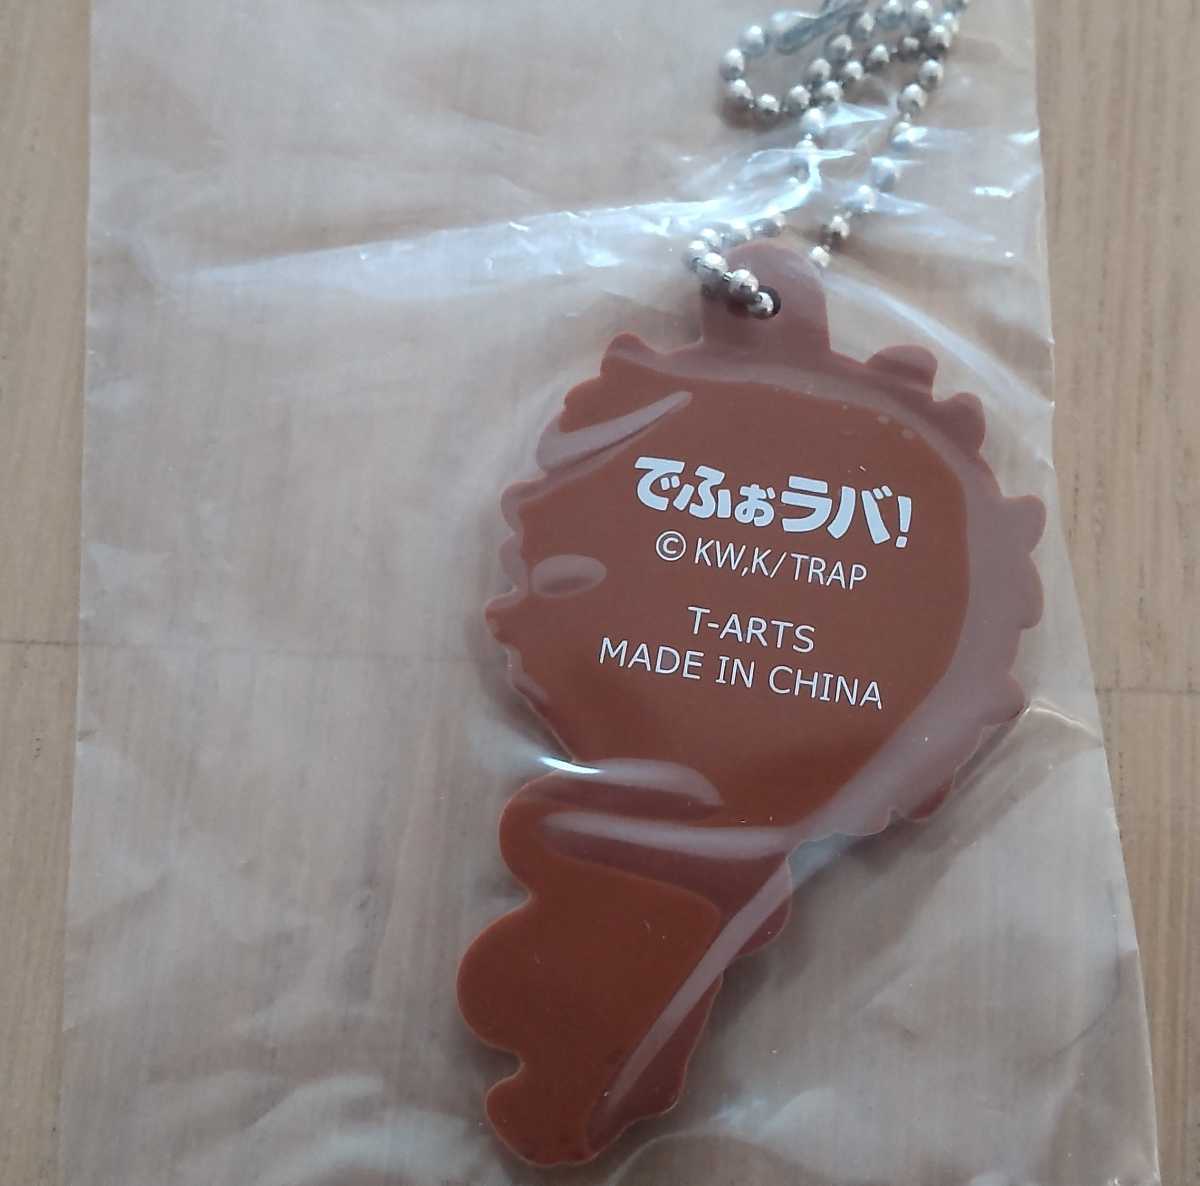 でふぉラバ!
© KW,K/TRAP
T-ARTS
MADE IN CHINA